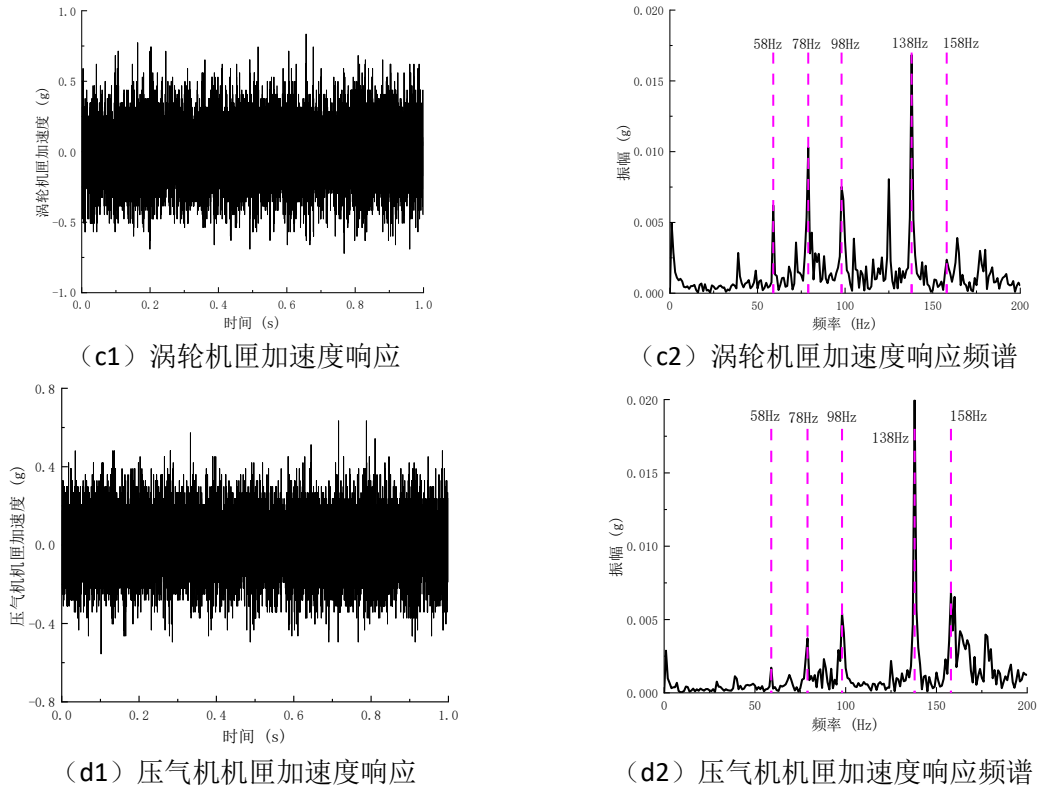 1.0
0.5
0.0
-0.5
-1.0
涡轮机匣加速度 (g)
0.0 0.2 0.4 0.6 0.8 1.0
时间 (s)
0.020
0.015
0.010
0.005
0.000
振幅 (g)
58Hz 78Hz 98Hz 138Hz 158Hz
0 50 100 150 200
频率 (Hz)
（c1）涡轮机匣加速度响应
（c2）涡轮机匣加速度响应频谱
0.8
0.4
0.0
-0.4
-0.8
压气机机匣加速度 (g)
0.0 0.2 0.4 0.6 0.8 1.0
时间 (s)
0.020
0.015
0.010
0.005
0.000
振幅 (g)
58Hz 78Hz 98Hz 138Hz 158Hz
0 50 100 150 200
频率 (Hz)
（d1）压气机机匣加速度响应
（d2）压气机机匣加速度响应频谱